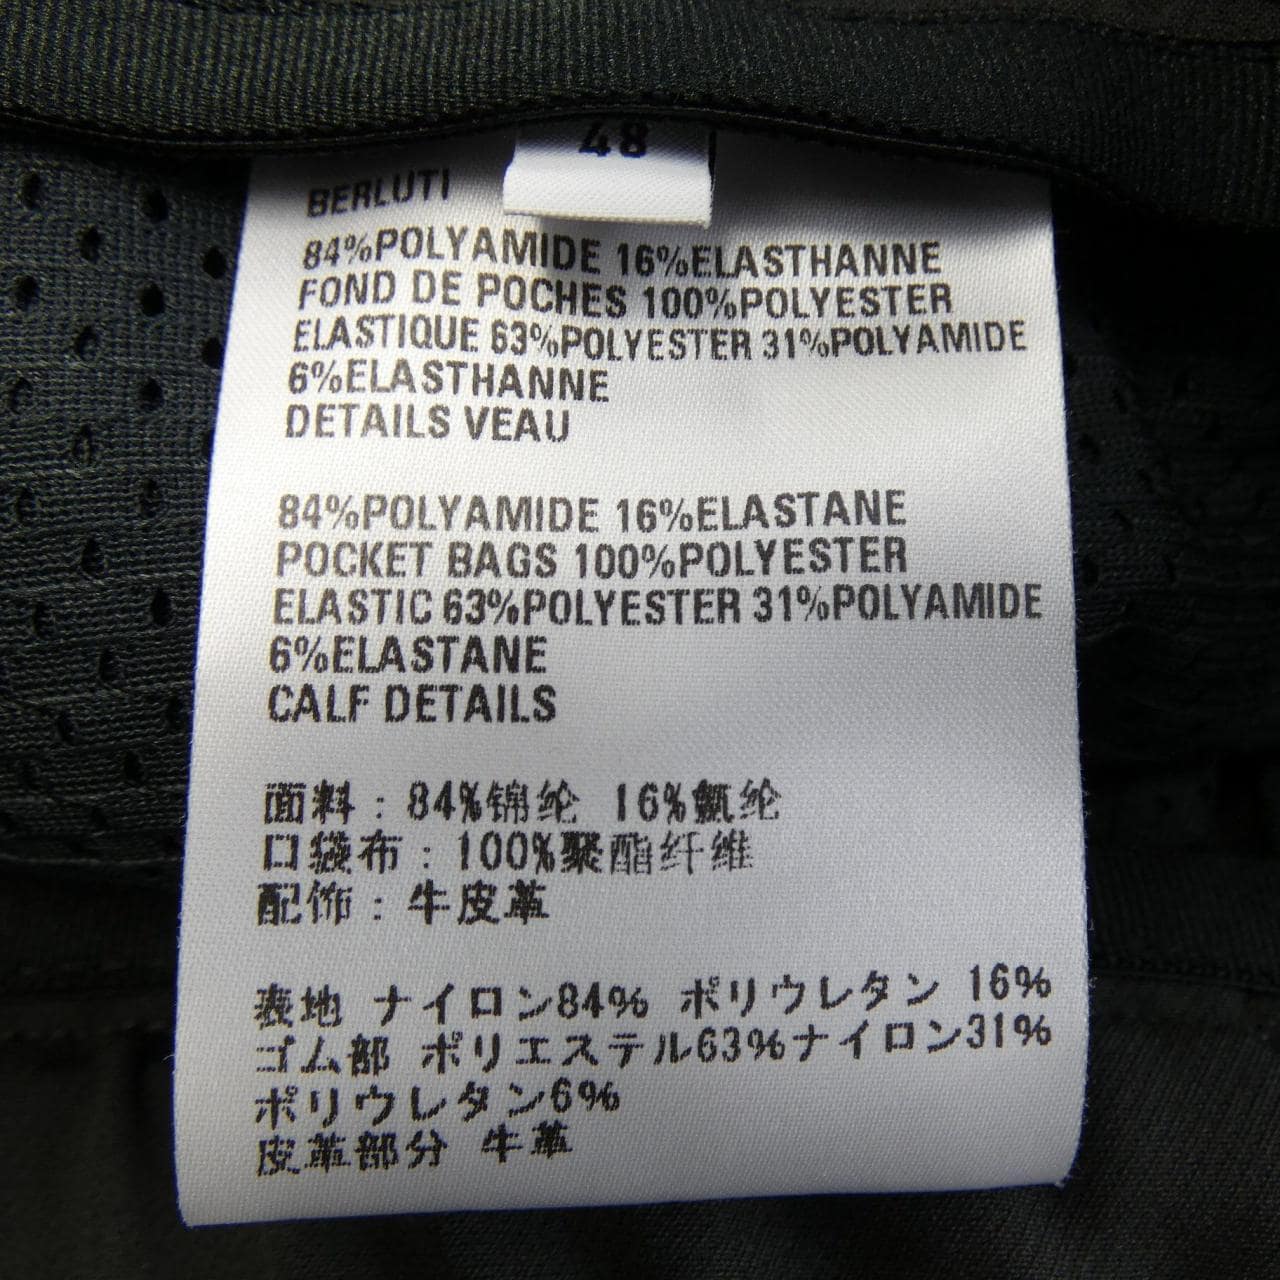 48
BERLUTI
84%POLYAMIDE 16%ELASTHANNE
FOND DE POCHES 100%POLYESTER
ELASTIQUE 63%POLYESTER 31%POLYAMIDE
6%ELASTHANNE
DETAILS VEAU
84%POLYAMIDE 16%ELASTANE
POCKET BAGS 100%POLYESTER
ELASTIC 63%POLYESTER 31%POLYAMIDE
6%ELASTANE
CALF DETAILS
面料：84%锦纶 16%氨纶
口袋布：100%聚酯纤维
配饰：牛皮革
表地 ナイロン84% ポリウレタン 16%
ゴム部 ポリエステル63%ナイロン31%
ポリウレタン6%
皮革部分 牛革